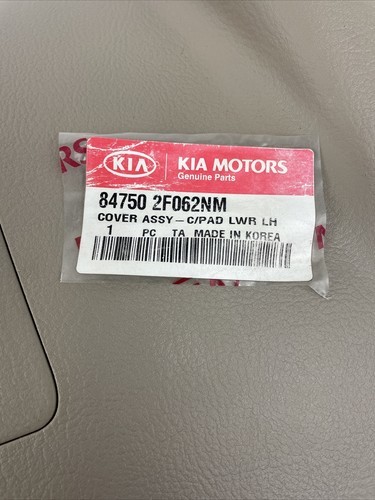 KIA
KIA MOTORS
Genuine Parts
84750 2F062NM
COVER ASSY-C/PAD LWR LH
1 PC TA MADE IN KOREA